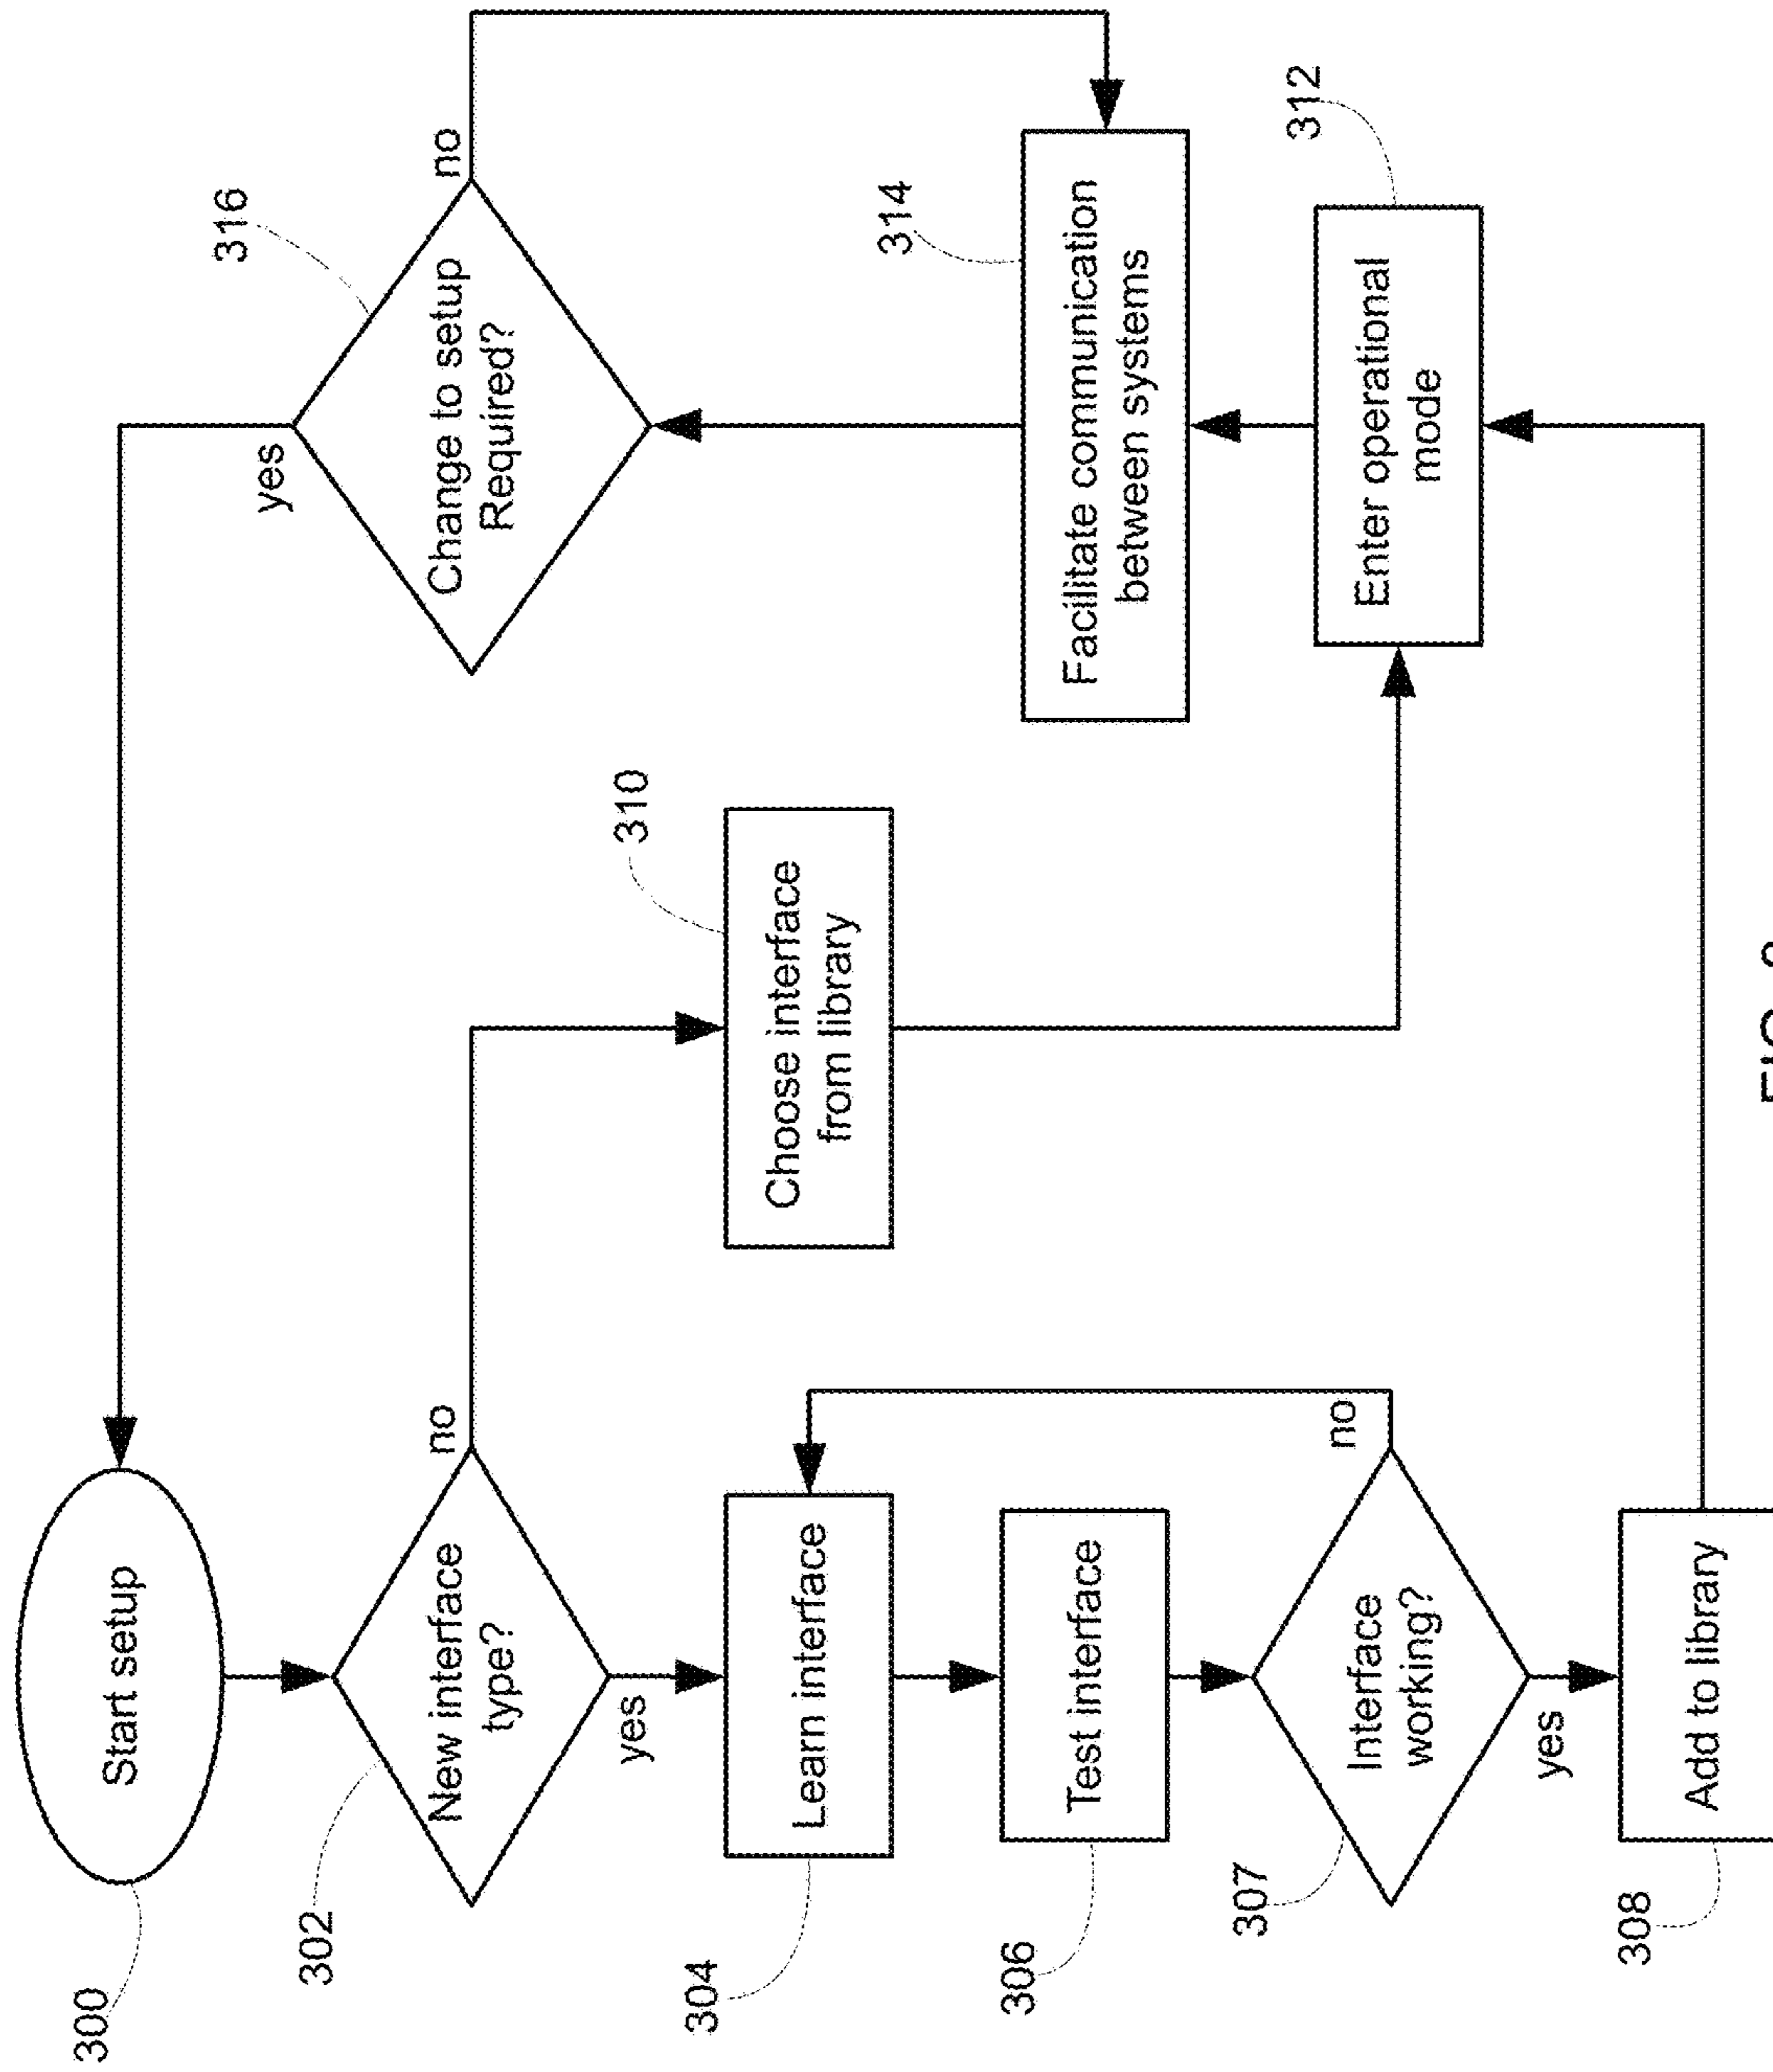 300
Start setup
302
New interface
type?
no
yes
304
Learn interface
306
Test interface
307
Interface
working?
no
yes
308
Add to library
310
Choose interface
from library
316
Change to setup
Required?
yes
no
314
Facilitate communication
between systems
312
Enter operational
mode
FIG.